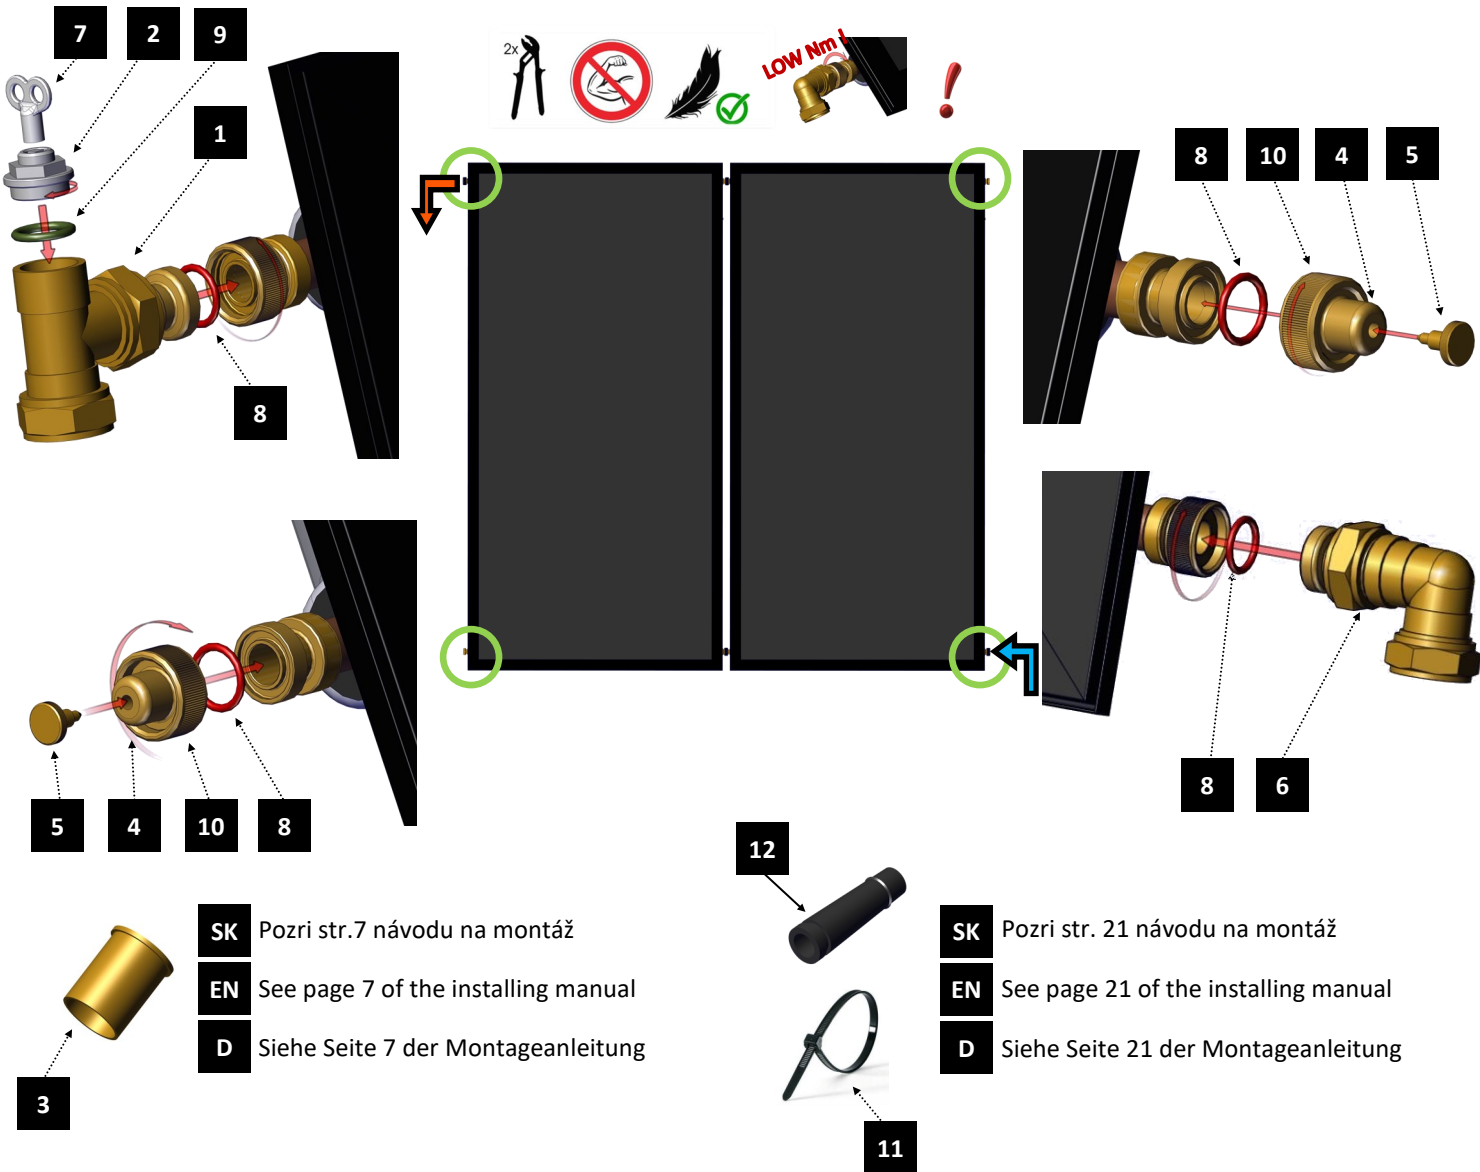 7
2
9
1
8
2x
LOW Nm !
8
10
4
5
5
4
10
8
8
6
3
SK Pozri str.7 návodu na montáž
EN See page 7 of the installing manual
D Siehe Seite 7 der Montageanleitung
12
11
SK Pozri str. 21 návodu na montáž
EN See page 21 of the installing manual
D Siehe Seite 21 der Montageanleitung